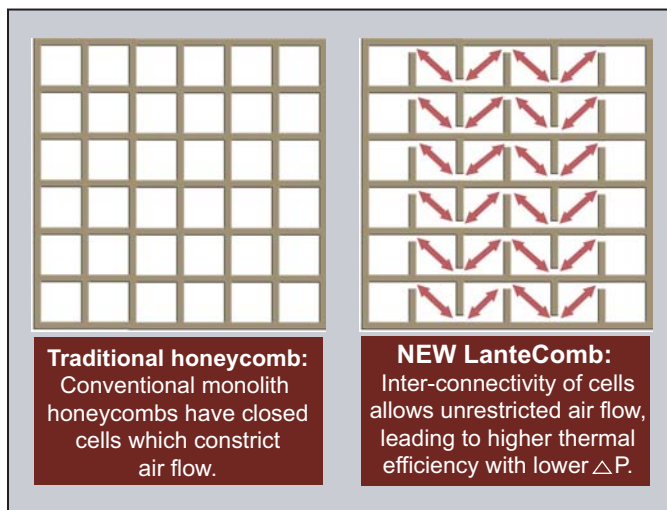 Traditional honeycomb:
Conventional monolith
honeycombs have closed
cells which constrict
air flow.
NEW LanteComb:
Inter-connectivity of cells
allows unrestricted air flow,
leading to higher thermal
efficiency with lower △P.